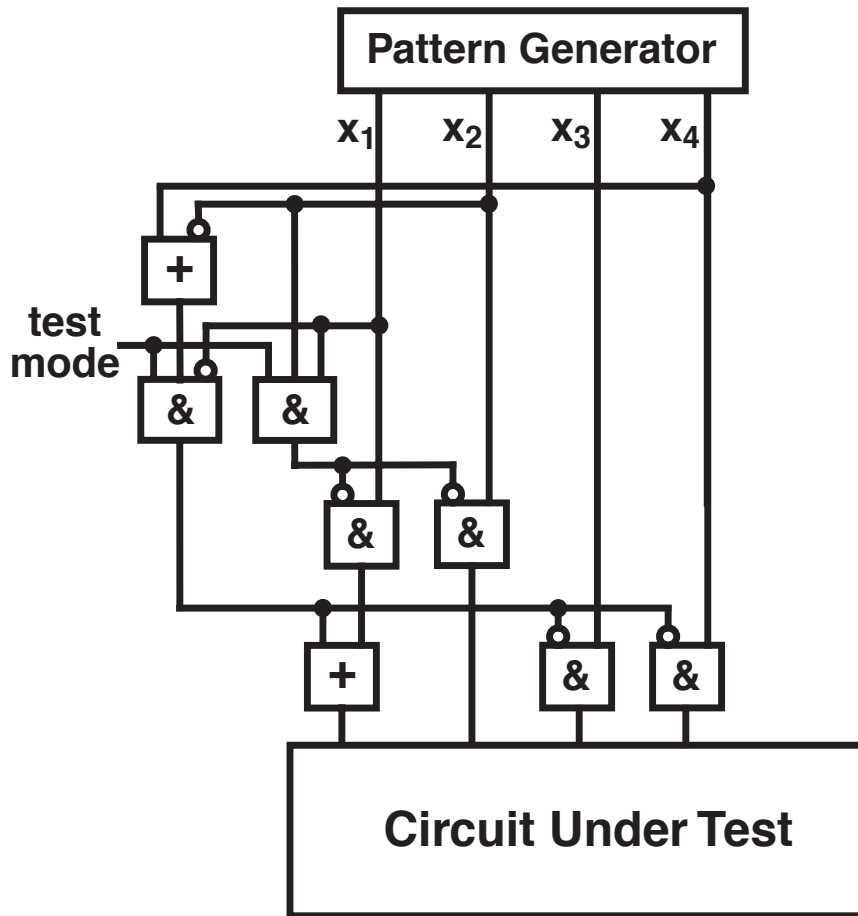 Pattern Generator
x₁ x₂ x₃ x₄
+
test
mode
& &
& &
+ & &
Circuit Under Test